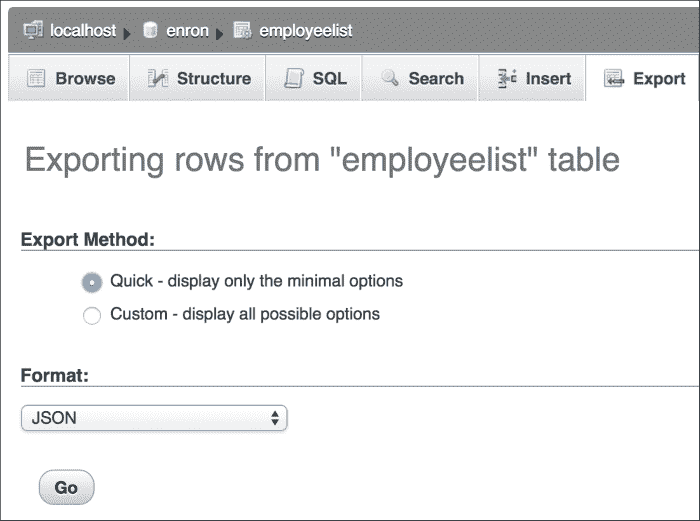 localhost enron employeelist
Browse Structure SQL Search Insert Export
Exporting rows from "employeelist" table
Export Method:
Quick - display only the minimal options
Custom - display all possible options
Format:
JSON
Go